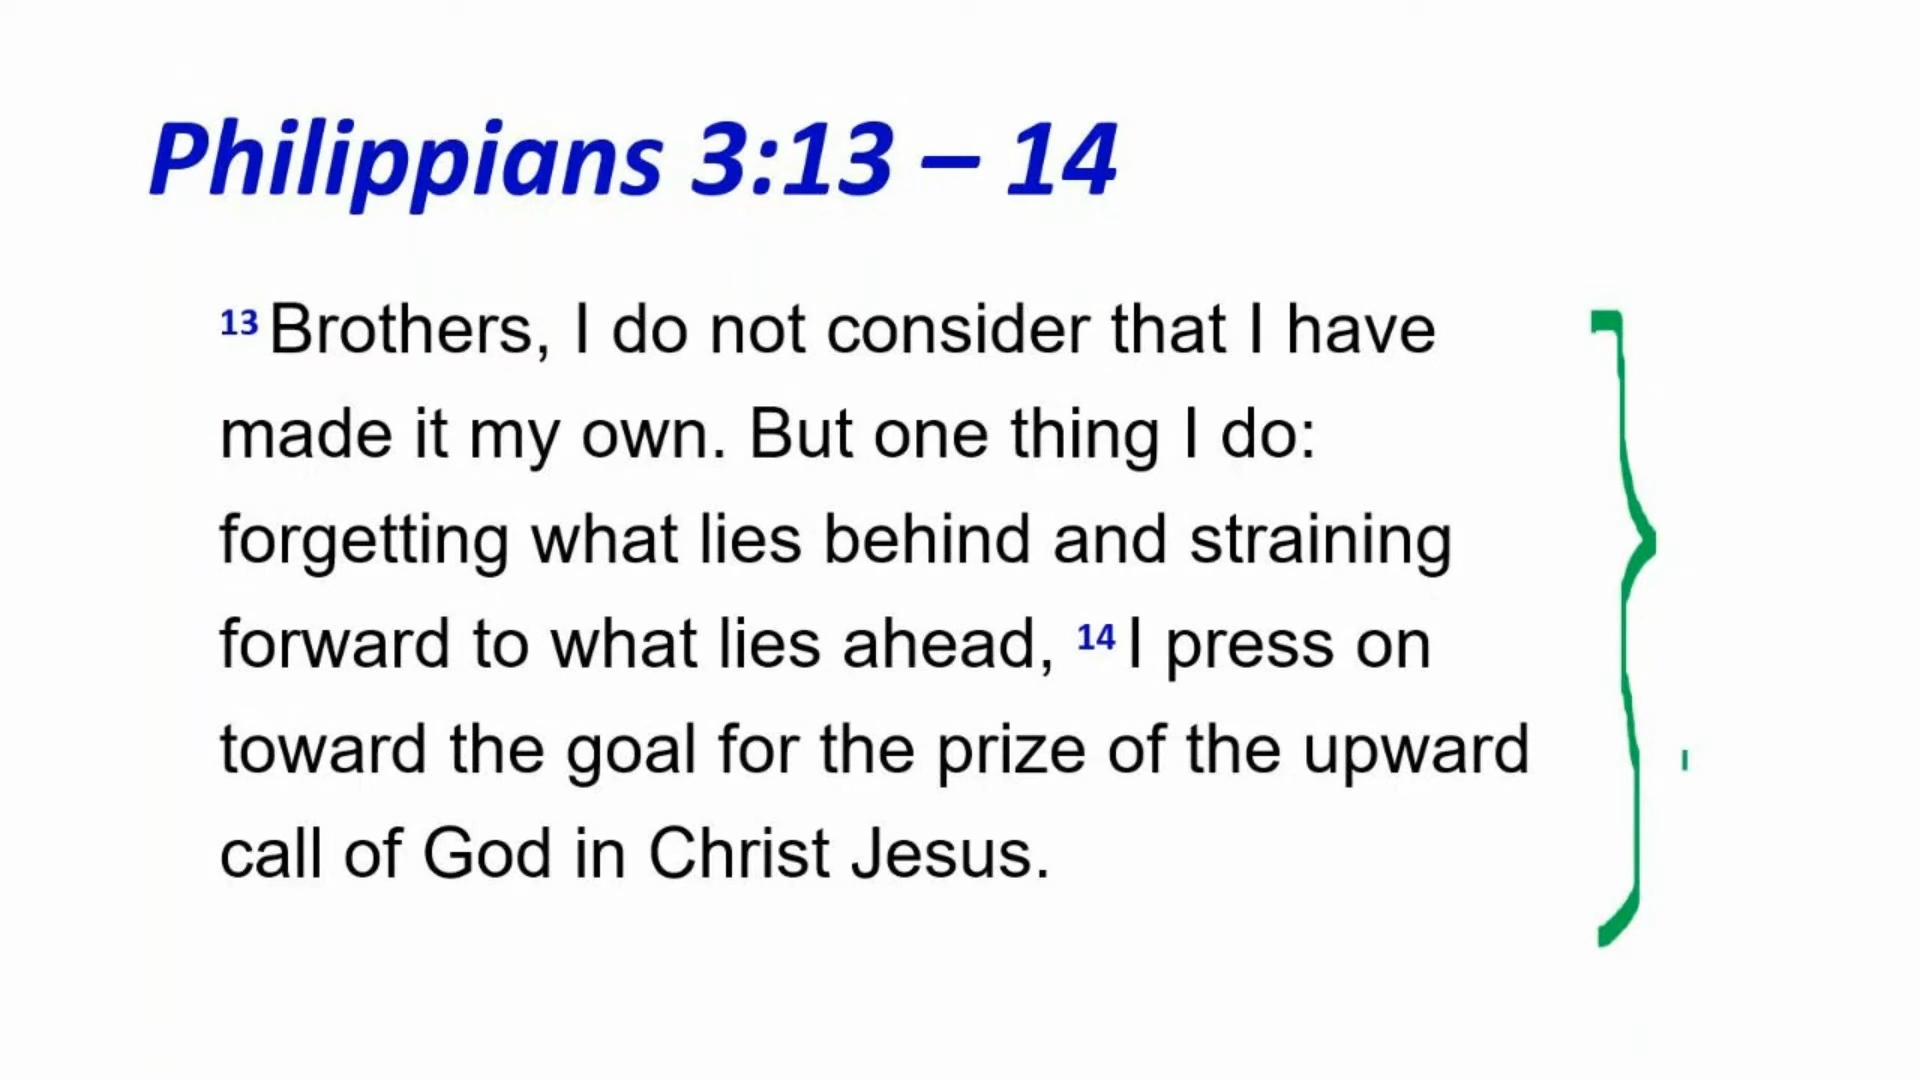 Philippians 3:13 – 14
13 Brothers, I do not consider that I have
made it my own. But one thing I do:
forgetting what lies behind and straining
forward to what lies ahead, 14 I press on
toward the goal for the prize of the upward
call of God in Christ Jesus.